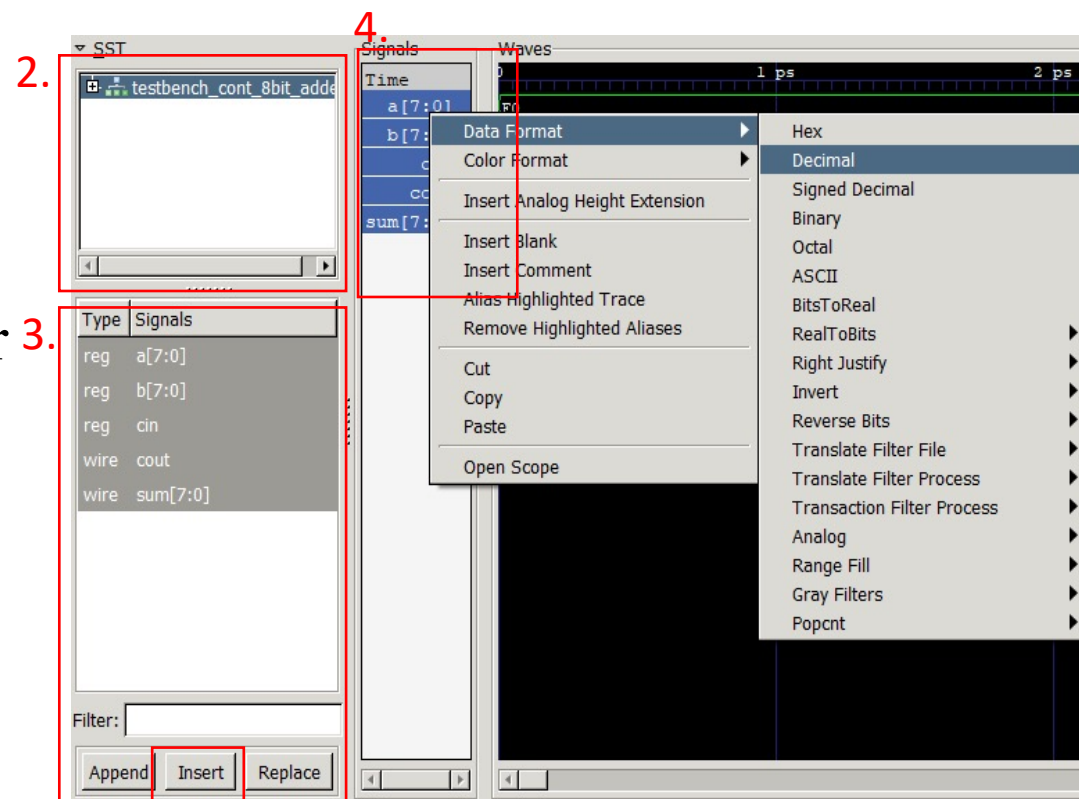 4.
SST
Signals
Waves
2.
testbench_cont_8bit_adde
Time
0
1 ps
2 ps
a[7:0]
F0
b[7:
c
co
sum[7:
Data Format
Color Format
Insert Analog Height Extension
Insert Blank
Insert Comment
Alias Highlighted Trace
Remove Highlighted Aliases
Cut
Copy
Paste
Open Scope
Hex
Decimal
Signed Decimal
Binary
Octal
ASCII
BitsToReal
RealToBits
Right Justify
Invert
Reverse Bits
Translate Filter File
Translate Filter Process
Transaction Filter Process
Analog
Range Fill
Gray Filters
Popcnt
r
3.
Type Signals
reg a[7:0]
reg b[7:0]
reg cin
wire cout
wire sum[7:0]
Filter:
Append Insert Replace